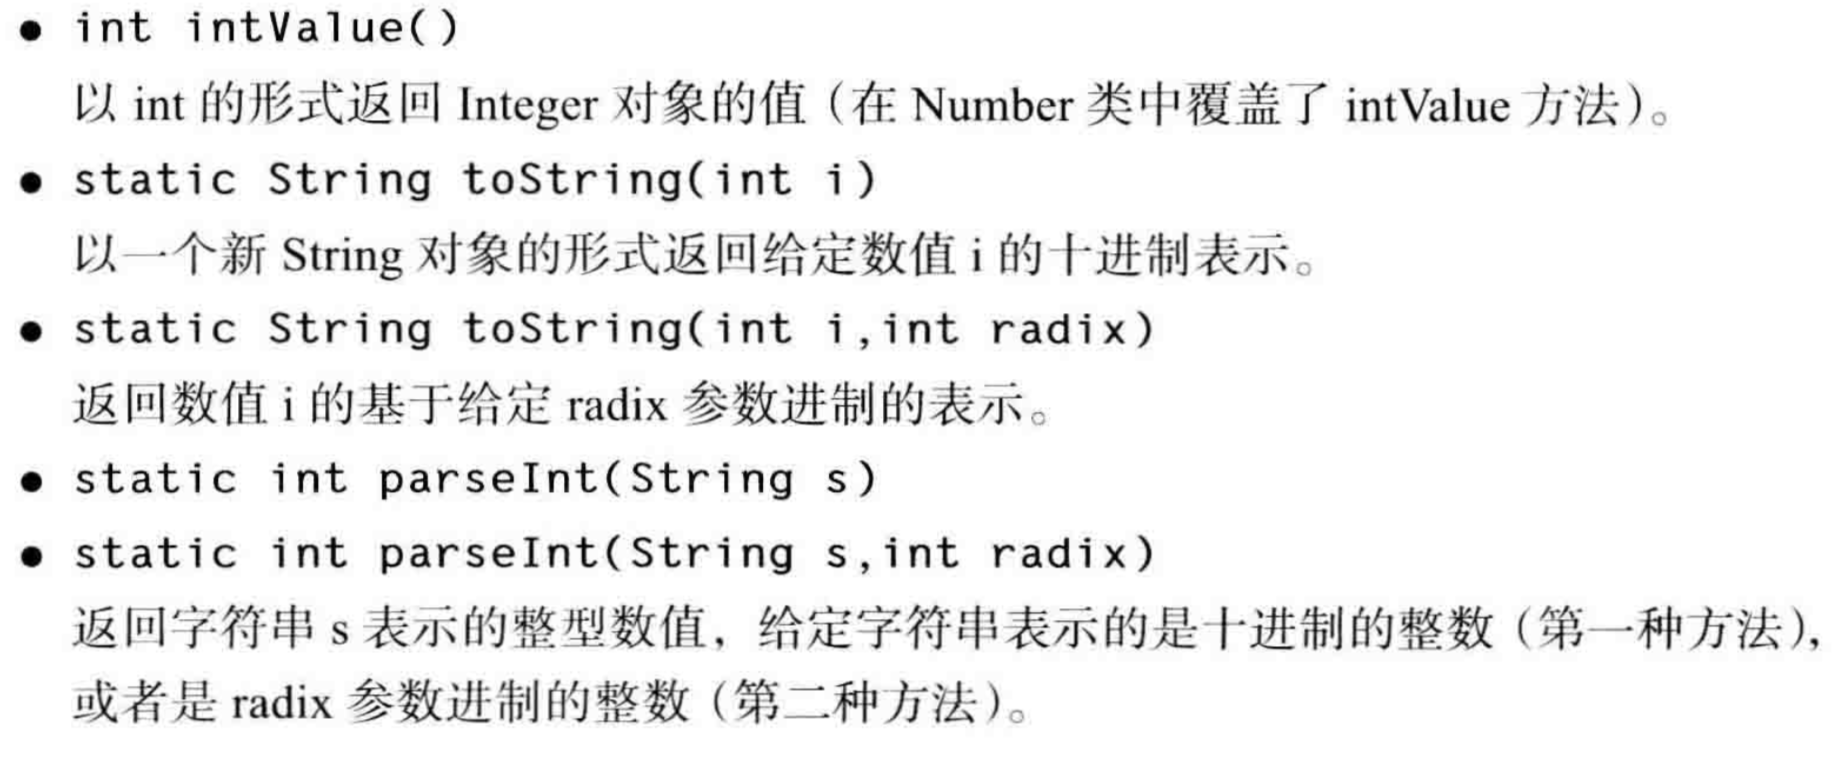 ● int intValue()
以 int 的形式返回 Integer 对象的值（在 Number 类中覆盖了 intValue 方法）。
● static String toString(int i)
以一个新 String 对象的形式返回给定数值 i 的十进制表示。
● static String toString(int i,int radix)
返回数值 i 的基于给定 radix 参数进制的表示。
● static int parseInt(String s)
● static int parseInt(String s,int radix)
返回字符串 s 表示的整型数值，给定字符串表示的是十进制的整数（第一种方法），
或者是 radix 参数进制的整数（第二种方法）。